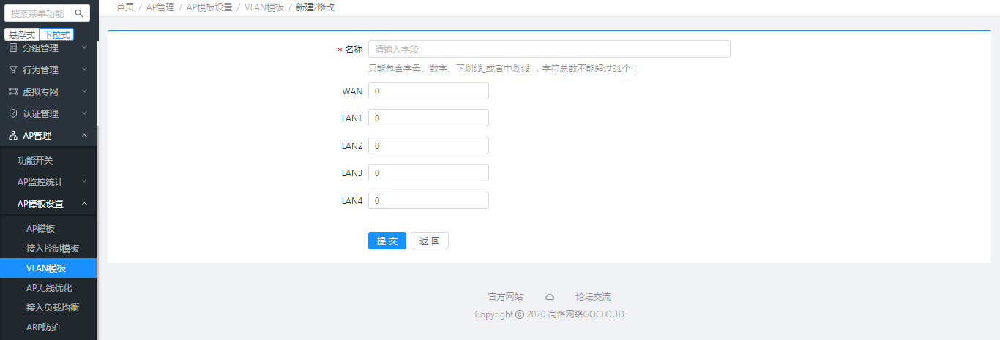 搜索菜单功能
悬浮式 下拉式
分组管理
行为管理
虚拟专网
认证管理
AP管理
功能开关
AP监控统计
AP模板设置
AP模板
接入控制模板
VLAN模板
AP无线优化
接入负载均衡
ARP防护
首页 / AP管理 / AP模板设置 / VLAN模板 / 新建/修改
* 名称 请输入字段
只能包含字母、数字、下划线_或者中划线-，字符总数不能超过31个！
WAN 0
LAN1 0
LAN2 0
LAN3 0
LAN4 0
提 交 返 回
官方网站 论坛交流
Copyright © 2020 高恪网络GOCLOUD